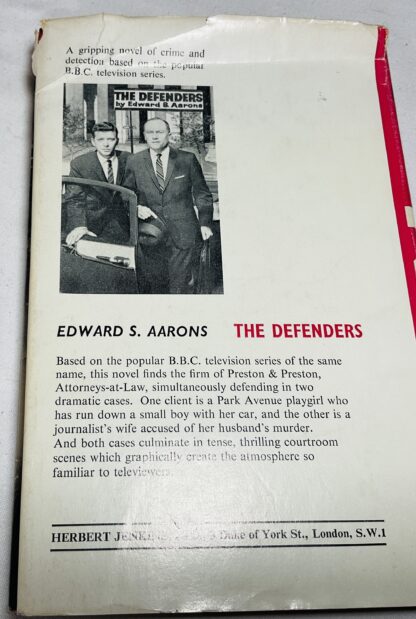 A gripping novel of crime and
detection based on the popular
B.B.C. television series.
THE DEFENDERS
by Edward S. Aarons
EDWARD S. AARONS THE DEFENDERS
Based on the popular B.B.C. television series of the same
name, this novel finds the firm of Preston & Preston,
Attorneys-at-Law, simultaneously defending in two
dramatic cases. One client is a Park Avenue playgirl who
has run down a small boy with her car, and the other is a
journalist's wife accused of her husband's murder.
And both cases culminate in tense, thrilling courtroom
scenes which graphically create the atmosphere so
familiar to televiewers.
HERBERT Duke of York St., London, S.W.1